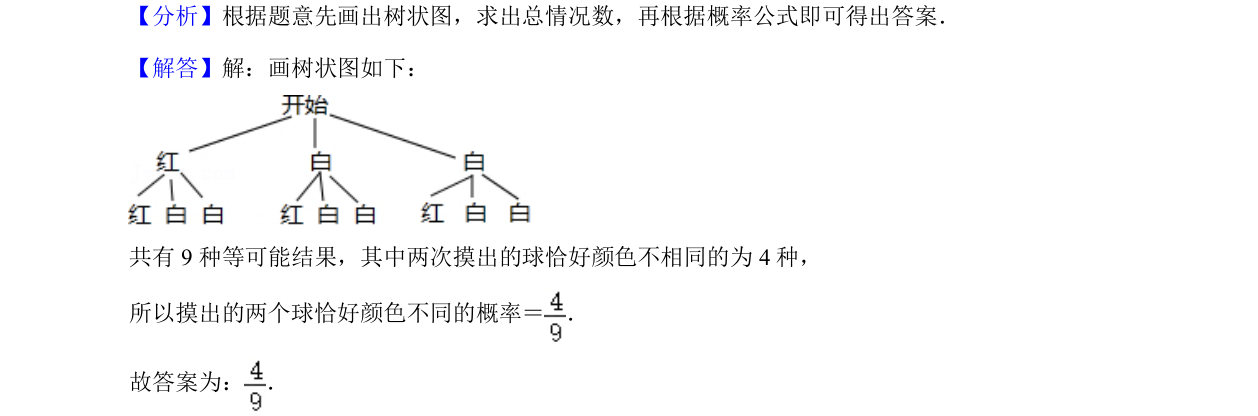 【分析】根据题意先画出树状图，求出总情况数，再根据概率公式即可得出答案．
【解答】解：画树状图如下：
开始
红 白 白
红 白 白 红 白 白 红 白 白
共有 9 种等可能结果，其中两次摸出的球恰好颜色不相同的为 4 种，
所以摸出的两个球恰好颜色不同的概率＝4/9．
故答案为：4/9．